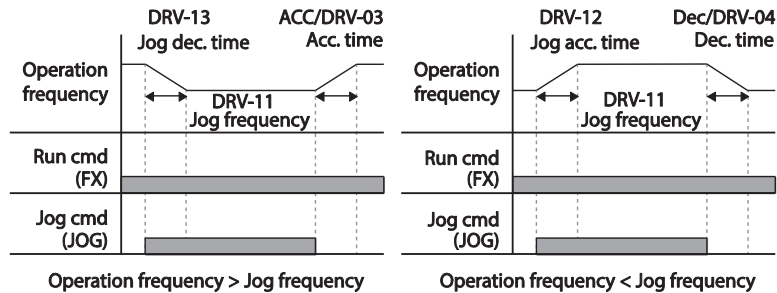 DRV-13
Jog dec. time
ACC/DRV-03
Acc. time
Operation
frequency
DRV-11
Jog frequency
Run cmd
(FX)
Jog cmd
(JOG)
Operation frequency > Jog frequency
DRV-12
Jog acc. time
Dec/DRV-04
Dec. time
Operation
frequency
DRV-11
Jog frequency
Run cmd
(FX)
Jog cmd
(JOG)
Operation frequency < Jog frequency